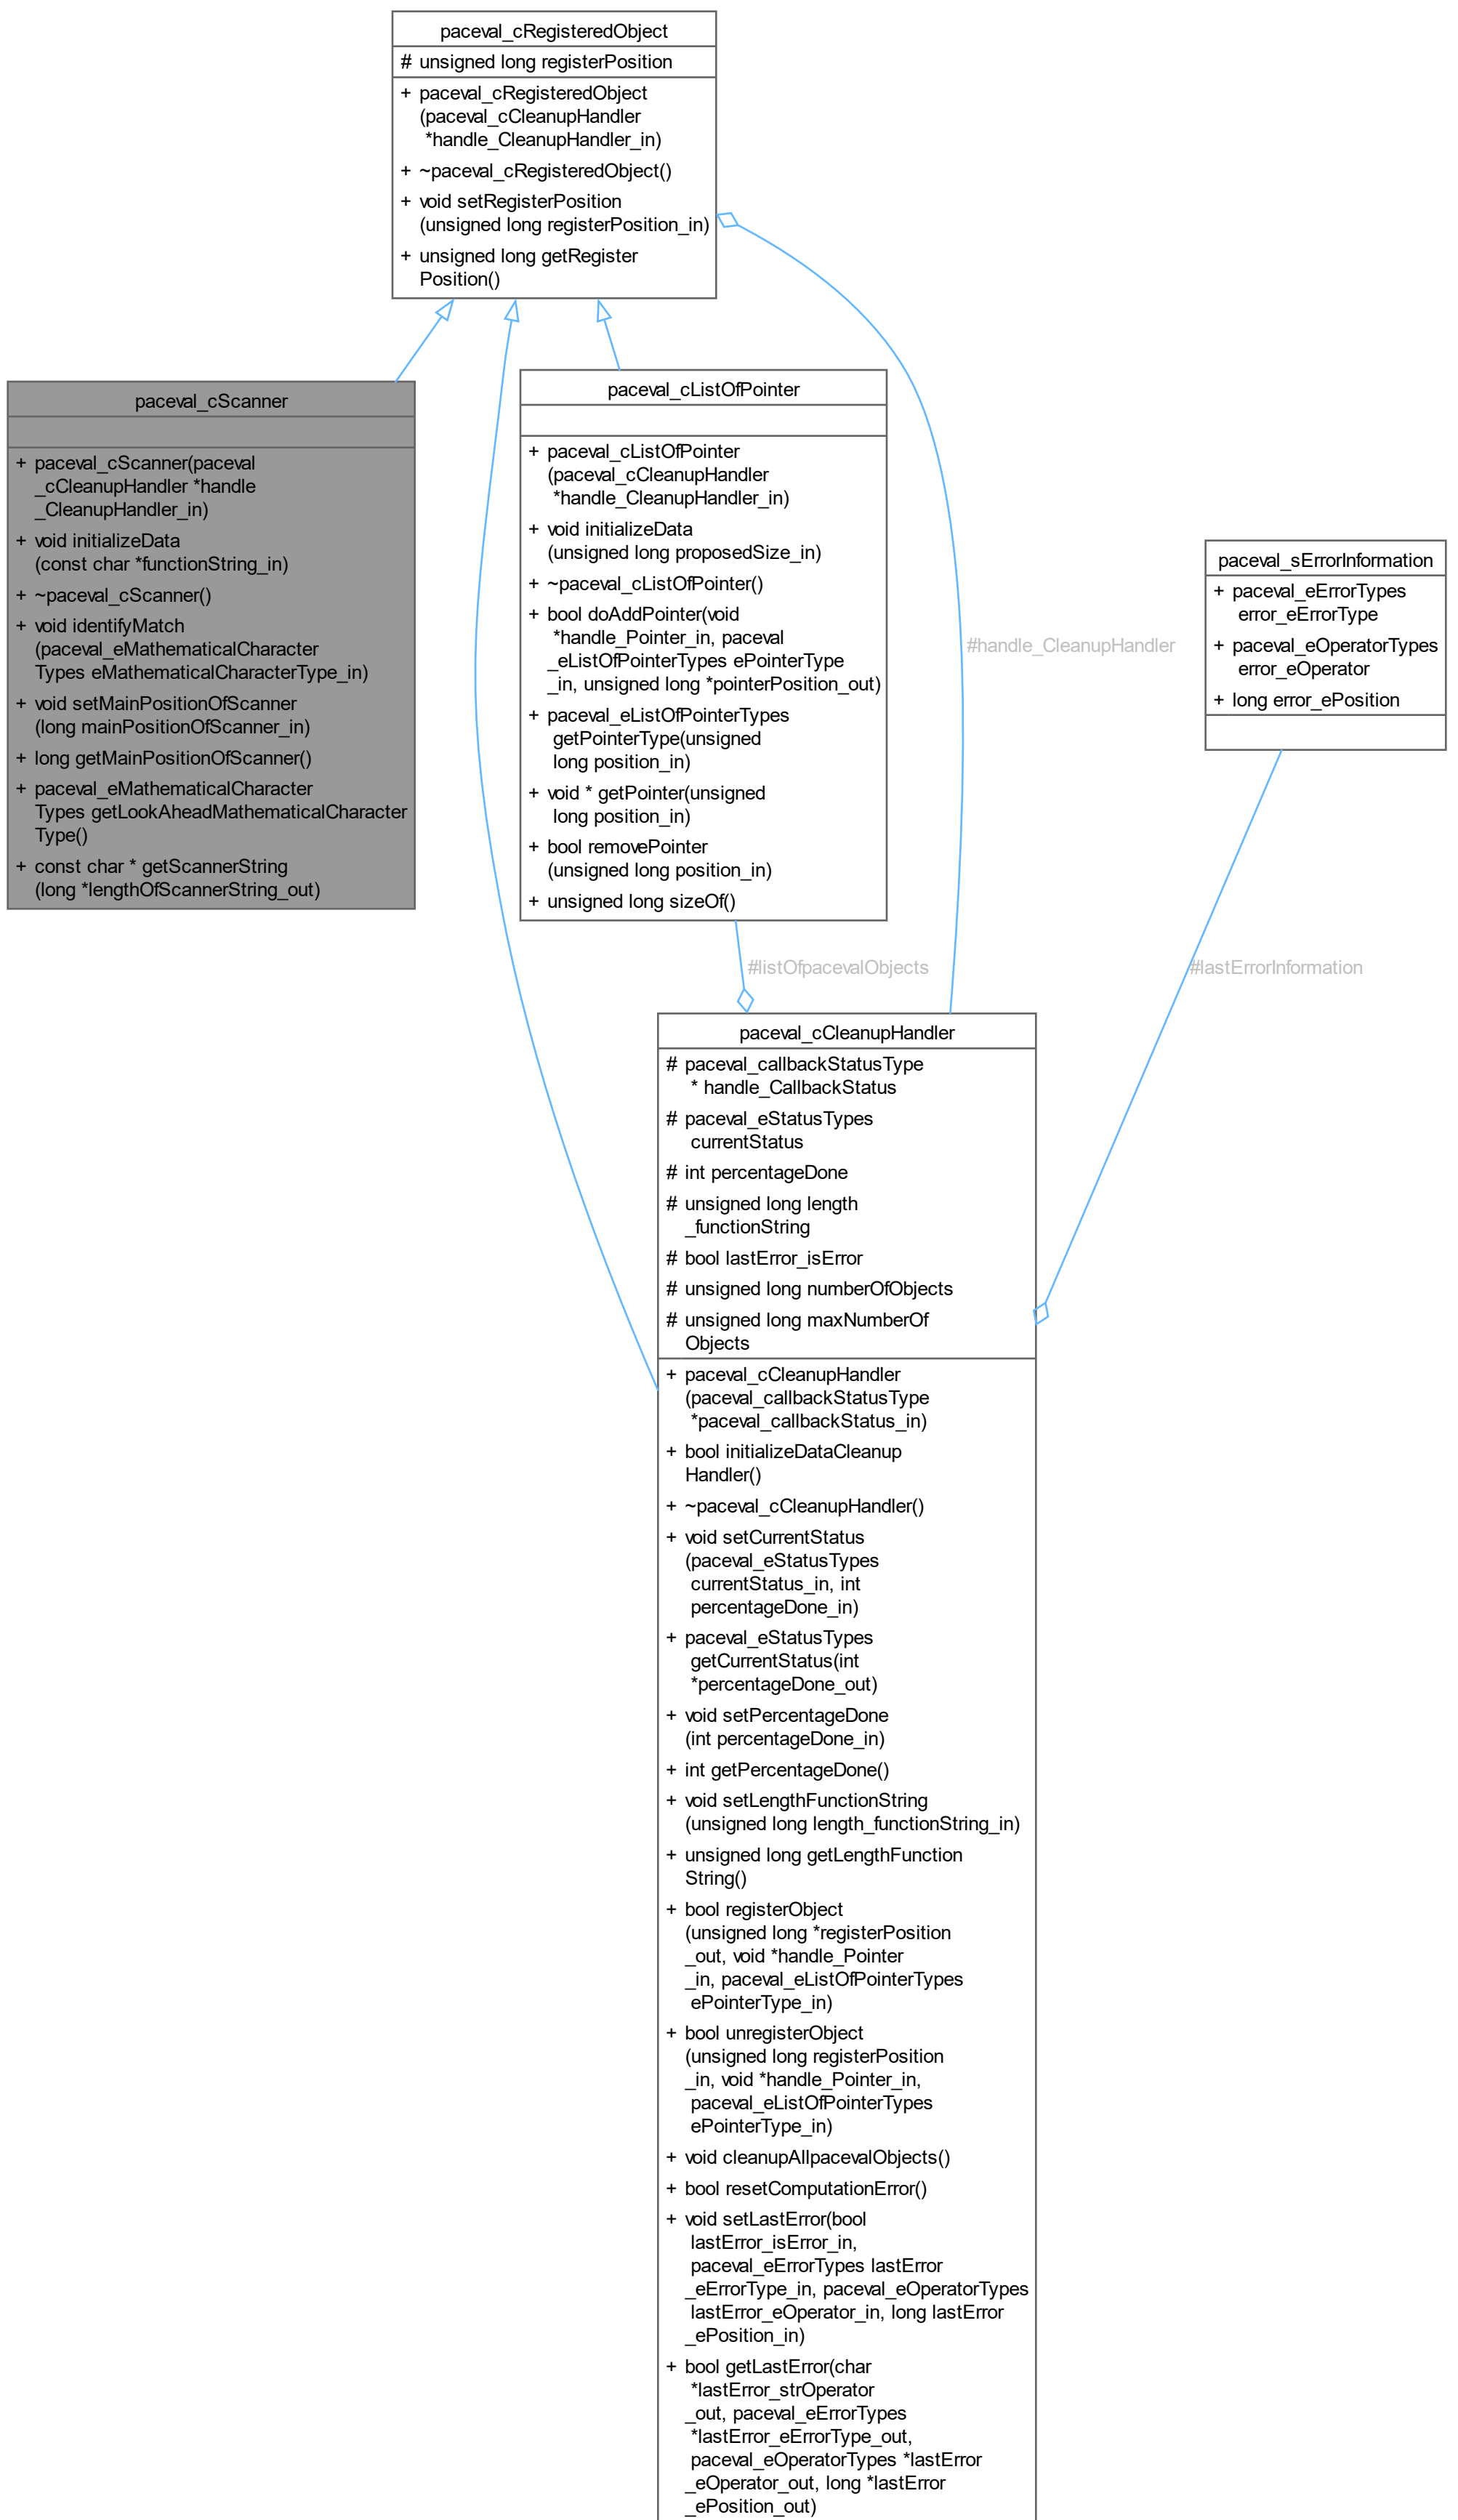 paceval_cRegisteredObject
# unsigned long registerPosition
+ paceval_cRegisteredObject
(paceval_cCleanupHandler
*handle_CleanupHandler_in)
+ ~paceval_cRegisteredObject()
+ void setRegisterPosition
(unsigned long registerPosition_in)
+ unsigned long getRegister
Position()
paceval_cScanner
+ paceval_cScanner(paceval
_cCleanupHandler *handle
_CleanupHandler_in)
+ void initializeData
(const char *functionString_in)
+ ~paceval_cScanner()
+ void identifyMatch
(paceval_eMathematicalCharacter
Types eMathematicalCharacterType_in)
+ void setMainPositionOfScanner
(long mainPositionOfScanner_in)
+ long getMainPositionOfScanner()
+ paceval_eMathematicalCharacter
Types getLookAheadMathematicalCharacter
Type()
+ const char * getScannerString
(long *lengthOfScannerString_out)
paceval_cListOfPointer
+ paceval_cListOfPointer
(paceval_cCleanupHandler
*handle_CleanupHandler_in)
+ void initializeData
(unsigned long proposedSize_in)
+ ~paceval_cListOfPointer()
+ bool doAddPointer(void
*handle_Pointer_in, paceval
_eListOfPointerTypes ePointerType
_in, unsigned long *pointerPosition_out)
+ paceval_eListOfPointerTypes
getPointerType(unsigned
long position_in)
+ void * getPointer(unsigned
long position_in)
+ bool removePointer
(unsigned long position_in)
+ unsigned long sizeOf()
#handle_CleanupHandler
paceval_sErrorInformation
+ paceval_eErrorTypes
error_eErrorType
+ paceval_eOperatorTypes
error_eOperator
+ long error_ePosition
#listOfpacevalObjects
#lastErrorInformation
paceval_cCleanupHandler
# paceval_callbackStatusType
* handle_CallbackStatus
# paceval_eStatusTypes
currentStatus
# int percentageDone
# unsigned long length
_functionString
# bool lastError_isError
# unsigned long numberOfObjects
# unsigned long maxNumberOf
Objects
+ paceval_cCleanupHandler
(paceval_callbackStatusType
*paceval_callbackStatus_in)
+ bool initializeDataCleanup
Handler()
+ ~paceval_cCleanupHandler()
+ void setCurrentStatus
(paceval_eStatusTypes
currentStatus_in, int
percentageDone_in)
+ paceval_eStatusTypes
getCurrentStatus(int
*percentageDone_out)
+ void setPercentageDone
(int percentageDone_in)
+ int getPercentageDone()
+ void setLengthFunctionString
(unsigned long length_functionString_in)
+ unsigned long getLengthFunction
String()
+ bool registerObject
(unsigned long *registerPosition
_out, void *handle_Pointer
_in, paceval_eListOfPointerTypes
ePointerType_in)
+ bool unregisterObject
(unsigned long registerPosition
_in, void *handle_Pointer_in,
paceval_eListOfPointerTypes
ePointerType_in)
+ void cleanupAllpacevalObjects()
+ bool resetComputationError()
+ void setLastError(bool
lastError_isError_in,
paceval_eErrorTypes lastError
_eErrorType_in, paceval_eOperatorTypes
lastError_eOperator_in, long lastError
_ePosition_in)
+ bool getLastError(char
*lastError_strOperator
_out, paceval_eErrorTypes
*lastError_eErrorType_out,
paceval_eOperatorTypes *lastError
_eOperator_out, long *lastError
_ePosition_out)